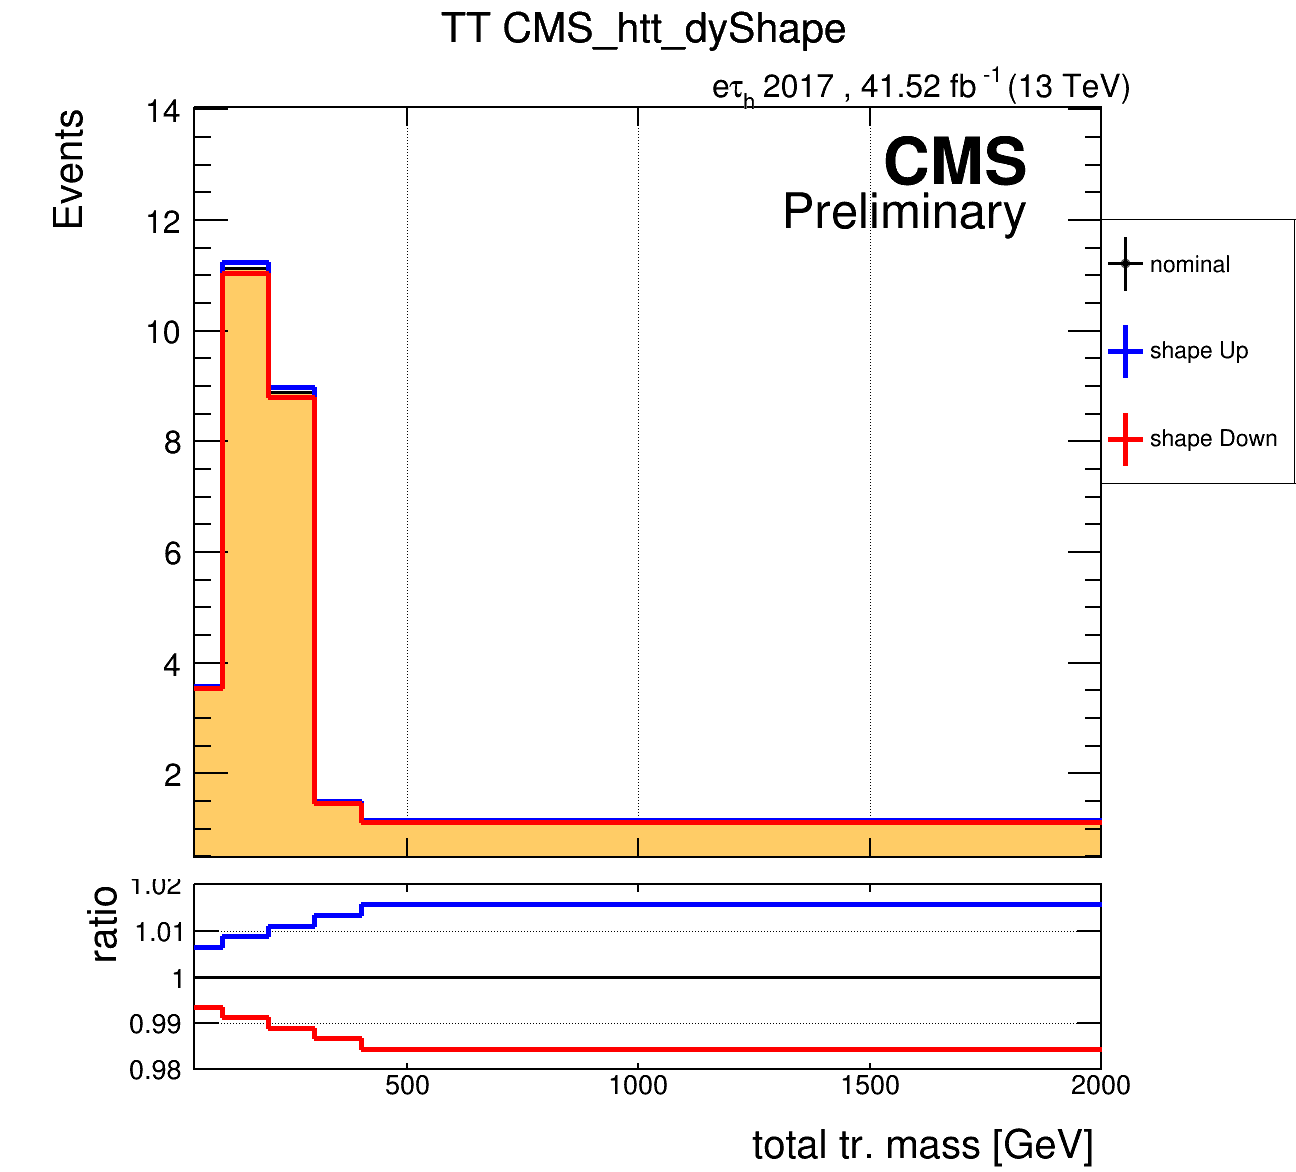 TT CMS_htt_dyShape
eτh 2017 , 41.52 fb -1 (13 TeV)
Events
14
12
10
8
6
4
2
CMS
Preliminary
nominal
shape Up
shape Down
ratio
1.02
1.01
1
0.99
0.98
500 1000 1500 2000
total tr. mass [GeV]